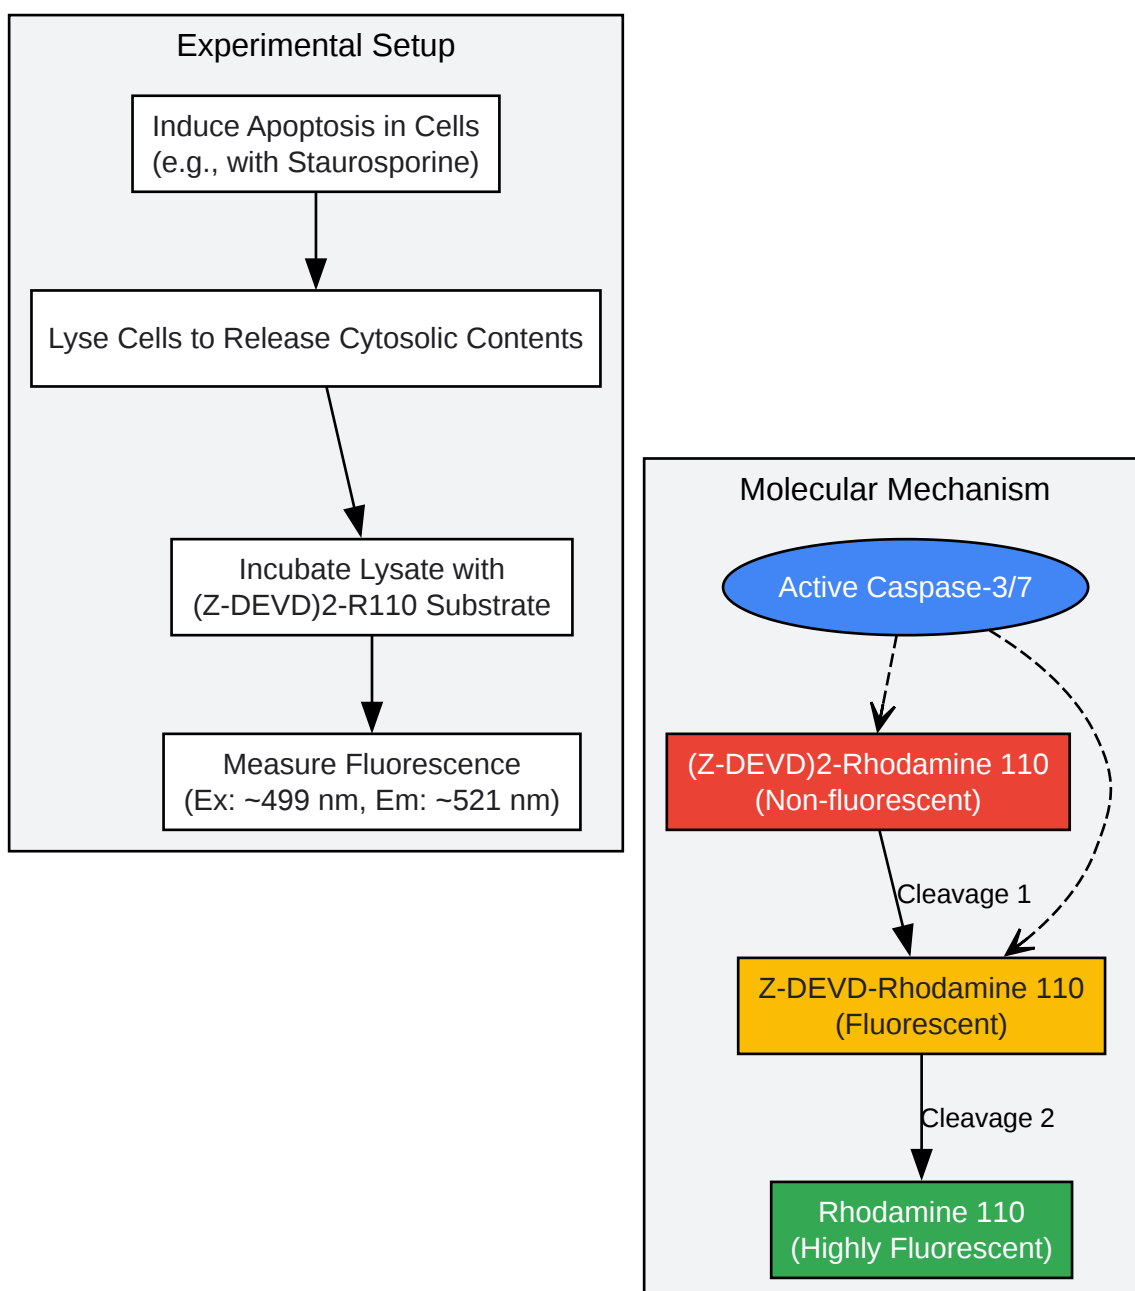 Experimental Setup
Induce Apoptosis in Cells
(e.g., with Staurosporine)
Lyse Cells to Release Cytosolic Contents
Incubate Lysate with
(Z-DEVD)2-R110 Substrate
Measure Fluorescence
(Ex: ~499 nm, Em: ~521 nm)
Molecular Mechanism
Active Caspase-3/7
(Z-DEVD)2-Rhodamine 110
(Non-fluorescent)
Cleavage 1
Z-DEVD-Rhodamine 110
(Fluorescent)
Cleavage 2
Rhodamine 110
(Highly Fluorescent)